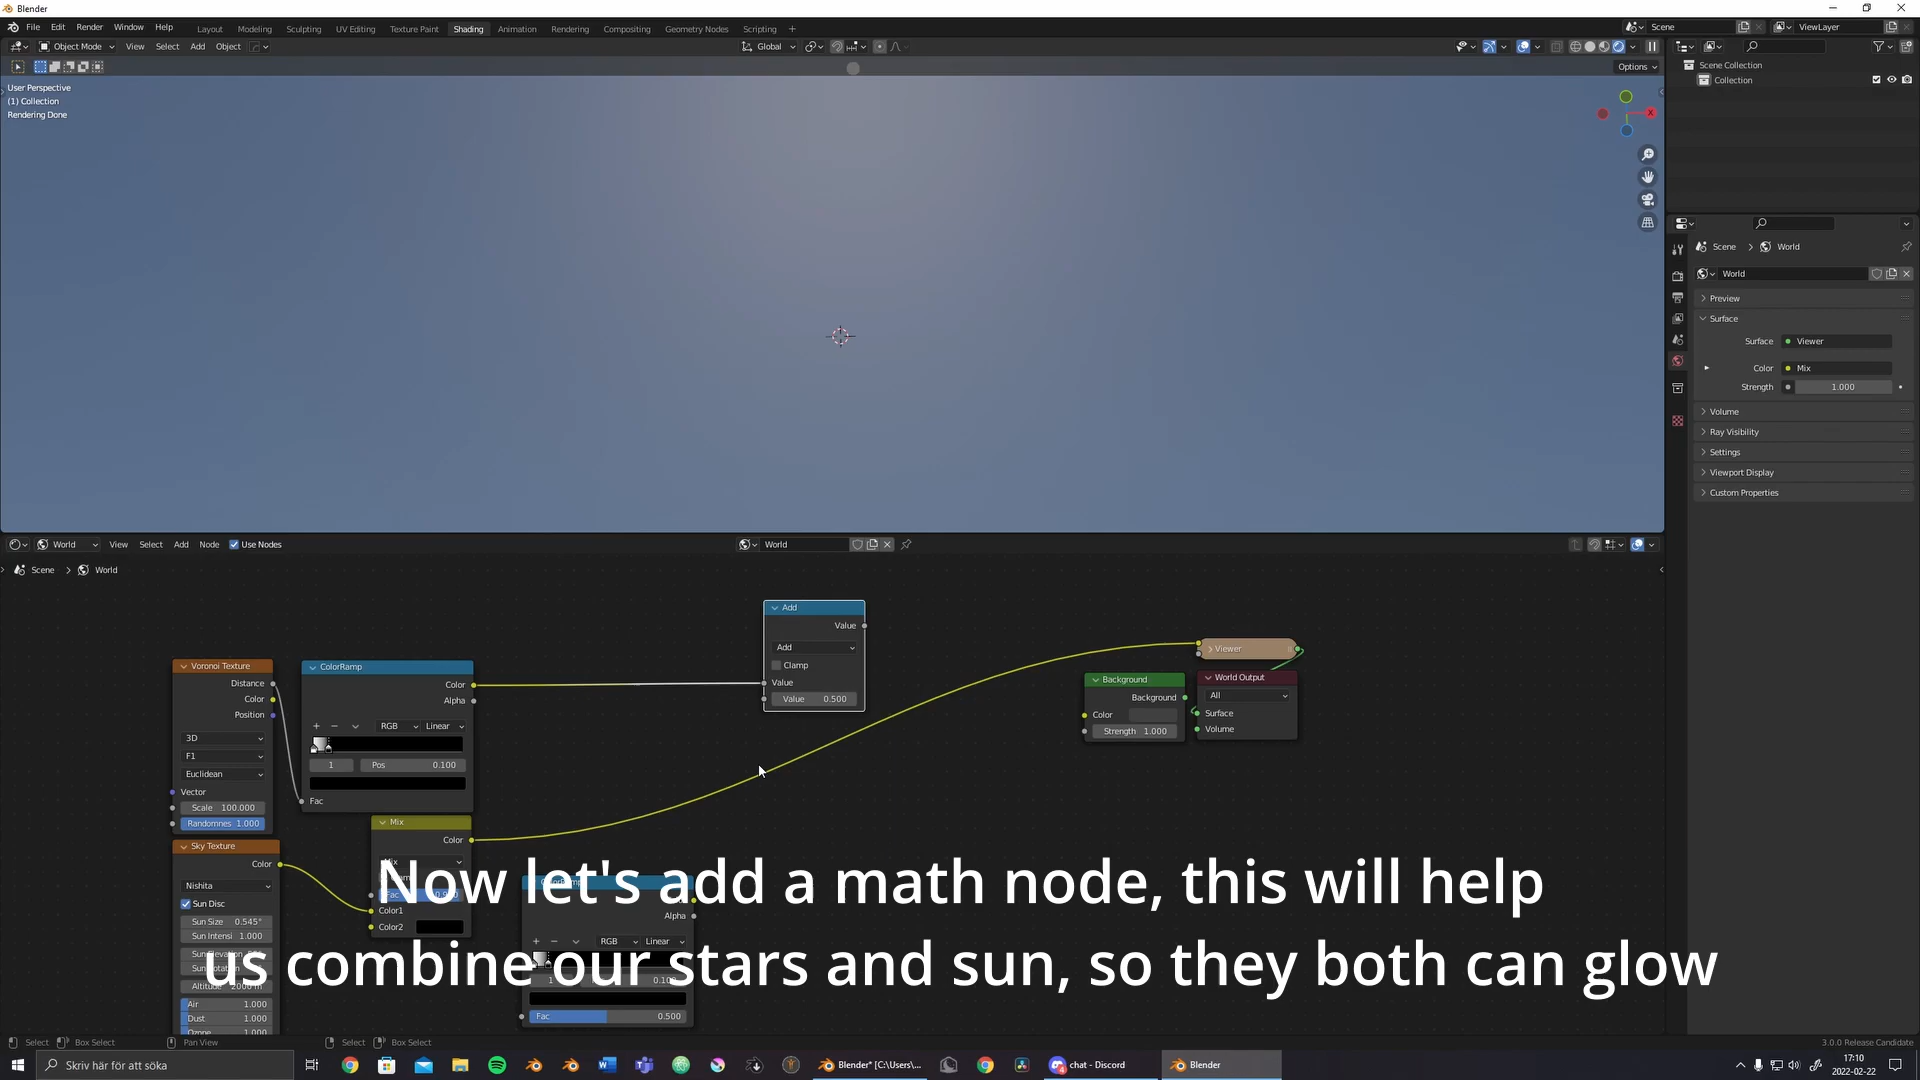 Blender
File Edit Render Window Help
Layout Modeling Sculpting UV Editing Texture Paint Shading Animation Rendering Compositing Geometry Nodes Scripting
Scene ViewLayer
Object Mode View Select Add Object Global
Options
User Perspective
(1) Collection
Rendering Done
X
Scene Collection
Collection
Scene World
World
Preview
Surface
Surface Viewer
Color Mix
Strength 1.000
Volume
Ray Visibility
Settings
Viewport Display
Custom Properties
World View Select Add Node Use Nodes World
Scene World
Add
Value
Add
Clamp
Value
Value 0.500
Viewer
Background
Background
Color
Strength 1.000
World Output
All
Surface
Volume
Voronoi Texture
Distance
Color
Position
3D
F1
Euclidean
Vector
Scale 100.000
Randomnes 1.000
ColorRamp
Color
Alpha
RGB Linear
1 Pos 0.100
Fac
Mix
Color
Color1
Color2
Sky Texture
Color
Nishita
Sun Disc
Sun Size 0.545°
Sun Intensi 1.000
Altitude 2000 m
Air 1.000
Dust 1.000
Ozone 1.000
Alpha
RGB Linear
1
Fac 0.500
Now let's add a math node, this will help
us combine our stars and sun, so they both can glow
Select Box Select Pan View Select Box Select
3.0.0 Release Candidate
Skriv här för att söka
Blender* [C:\Users\...
chat - Discord
Blender
17:10
2022-02-22